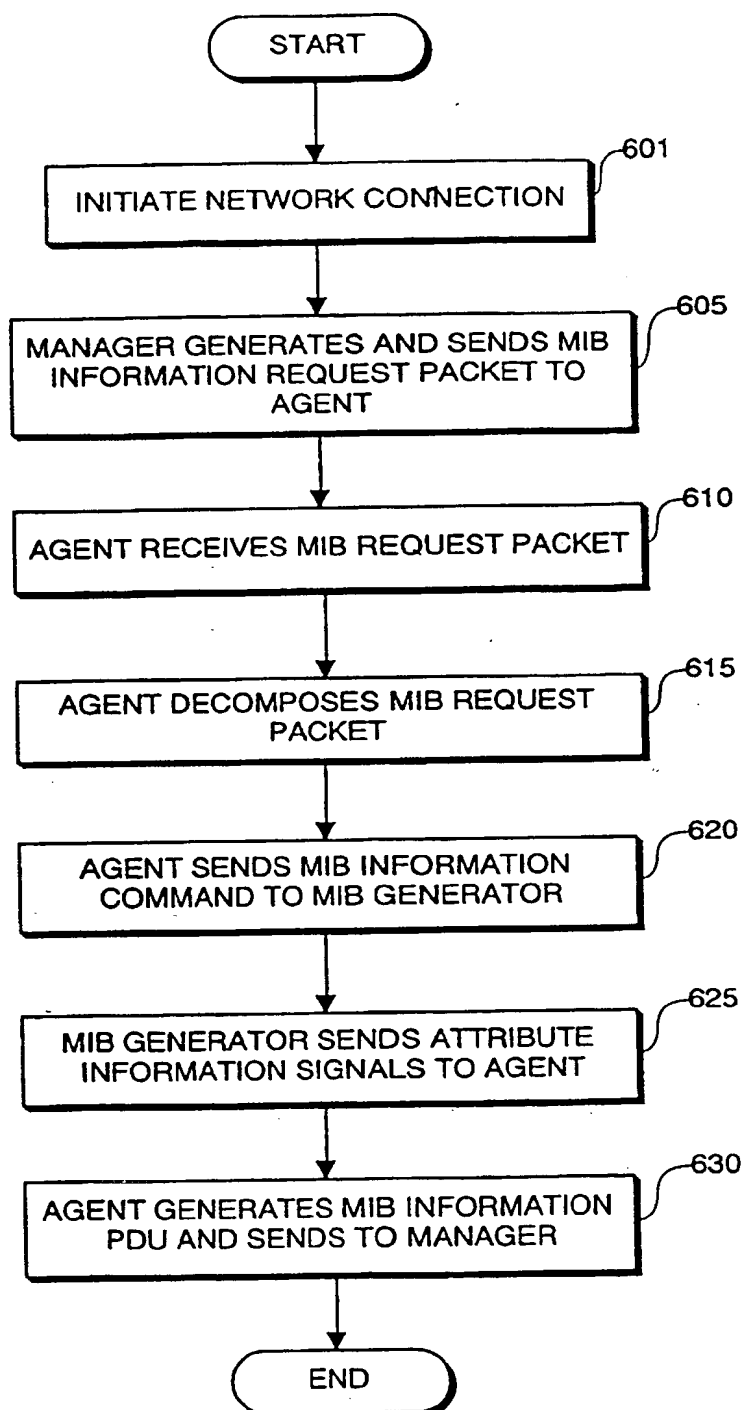 START
601
INITIATE NETWORK CONNECTION
605
MANAGER GENERATES AND SENDS MIB
INFORMATION REQUEST PACKET TO
AGENT
610
AGENT RECEIVES MIB REQUEST PACKET
615
AGENT DECOMPOSES MIB REQUEST
PACKET
620
AGENT SENDS MIB INFORMATION
COMMAND TO MIB GENERATOR
625
MIB GENERATOR SENDS ATTRIBUTE
INFORMATION SIGNALS TO AGENT
630
AGENT GENERATES MIB INFORMATION
PDU AND SENDS TO MANAGER
END